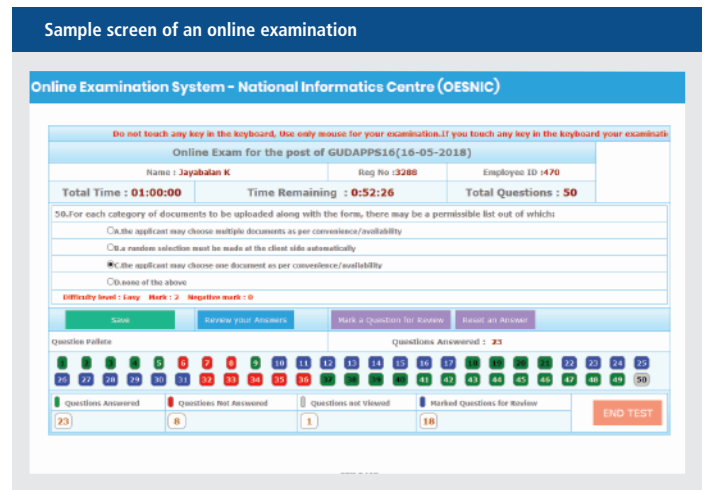 Sample screen of an online examination
Online Examination System - National Informatics Centre (OESNIC)
Do not touch any key in the keyboard, Use only mouse for your examination.If you touch any key in the keyboard your examinatio
Online Exam for the post of GUDAPPS16(16-05-2018)
Name : Jayabalan K Reg No :3288 Employee ID :470
Total Time : 01:00:00 Time Remaining : 0:52:26 Total Questions : 50
50.For each category of documents to be uploaded along with the form, there may be a permissible list out of which:
A.the applicant may choose multiple documents as per convenience/availability
B.a random selection must be made at the client side automatically
C.the applicant may choose one document as per convenience/availability
D.none of the above
Difficulty level : Easy Mark : 2 Negative mark : 0
Save Review your Answers Mark a Question for Review Reset an Answer
Question Pallete Questions Answered : 23
1 2 3 4 5 6 7 8 9 10 11 12 13 14 15 16 17 18 19 20 21 22 23 24 25
26 27 28 29 30 31 32 33 34 35 36 37 38 39 40 41 42 43 44 45 46 47 48 49 50
Questions Answered Questions Not Answered Questions not Viewed Marked Questions for Review
23 8 1 18 END TEST